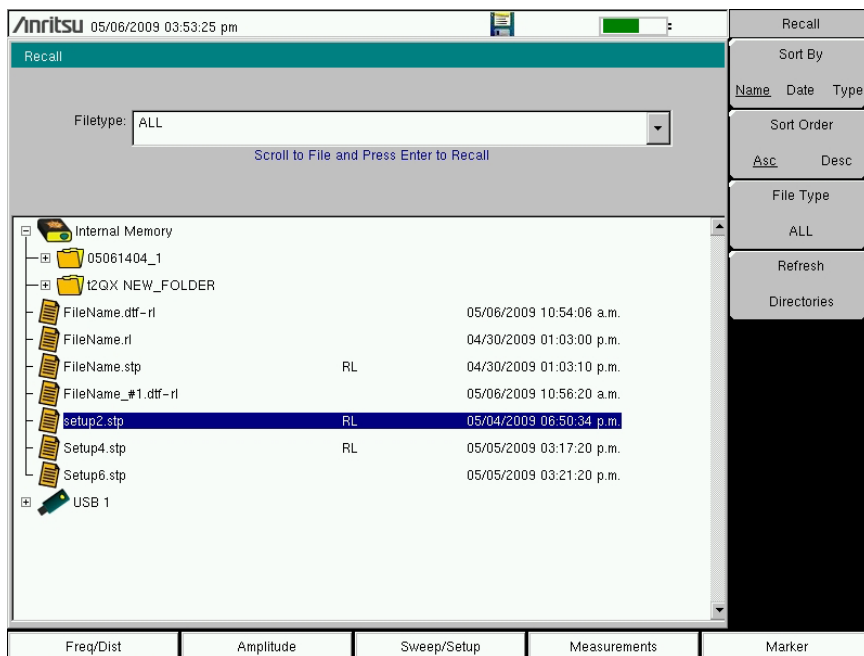 /Inritsu 05/06/2009 03:53:25 pm
Recall
Filetype: ALL
Scroll to File and Press Enter to Recall
Internal Memory
05061404_1
t2QX NEW_FOLDER
FileName.dtf-rl 05/06/2009 10:54:06 a.m.
FileName.rl 04/30/2009 01:03:00 p.m.
FileName.stp RL 04/30/2009 01:03:10 p.m.
FileName_#1.dtf-rl 05/06/2009 10:56:20 a.m.
setup2.stp RL 05/04/2009 06:50:34 p.m.
Setup4.stp RL 05/05/2009 03:17:20 p.m.
Setup6.stp 05/05/2009 03:21:20 p.m.
USB 1
Recall
Sort By
Name Date Type
Sort Order
Asc Desc
File Type
ALL
Refresh
Directories
Freq/Dist Amplitude Sweep/Setup Measurements Marker